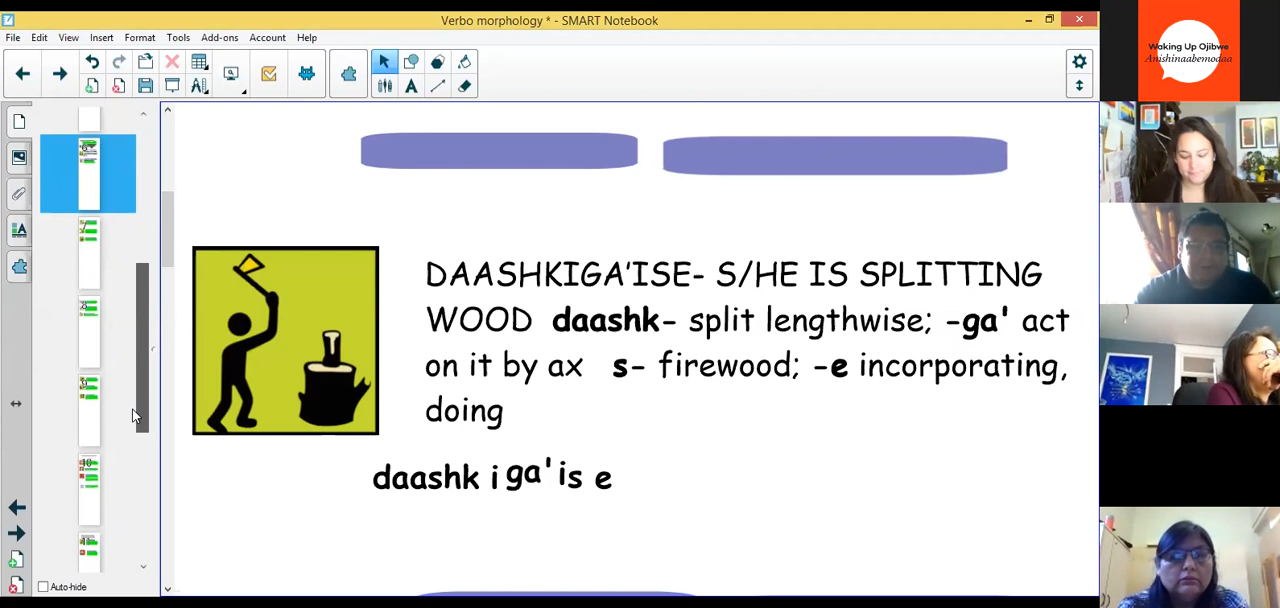 Verbo morphology * - SMART Notebook
File Edit View Insert Format Tools Add-ons Account Help
Waking Up Ojibwe
Anishinaabemodaa
DAASHKIGA'ISE- S/HE IS SPLITTING
WOOD daashk- split lengthwise; -ga' act
on it by ax s- firewood; -e incorporating,
doing
daashk i ga' is e
10
Auto-hide